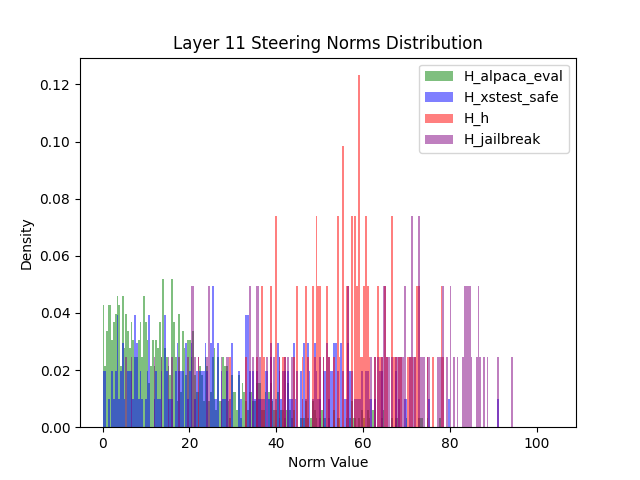 Layer 11 Steering Norms Distribution
H_alpaca_eval
H_xstest_safe
H_h
H_jailbreak
Density
0.12
0.10
0.08
0.06
0.04
0.02
0.00
0 20 40 60 80 100
Norm Value